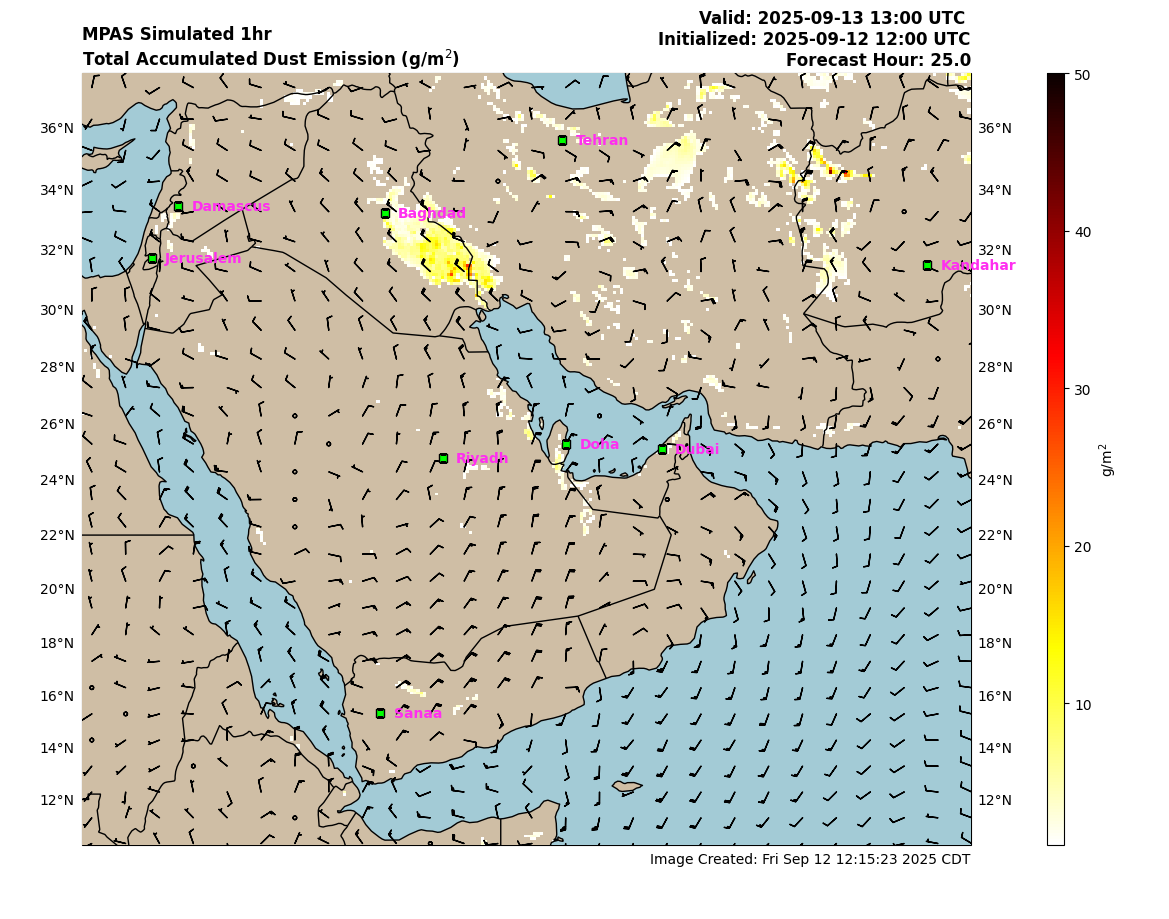 MPAS Simulated 1hr
Total Accumulated Dust Emission (g/m²)
Valid: 2025-09-13 13:00 UTC
Initialized: 2025-09-12 12:00 UTC
Forecast Hour: 25.0
36°N
34°N
32°N
30°N
28°N
26°N
24°N
22°N
20°N
18°N
16°N
14°N
12°N
Tehran
Damascus
Baghdad
Jerusalem
Kandahar
Doha
Dubai
Riyadh
Sanaa
36°N
34°N
32°N
30°N
28°N
26°N
24°N
22°N
20°N
18°N
16°N
14°N
12°N
50
40
30
20
10
g/m²
Image Created: Fri Sep 12 12:15:23 2025 CDT